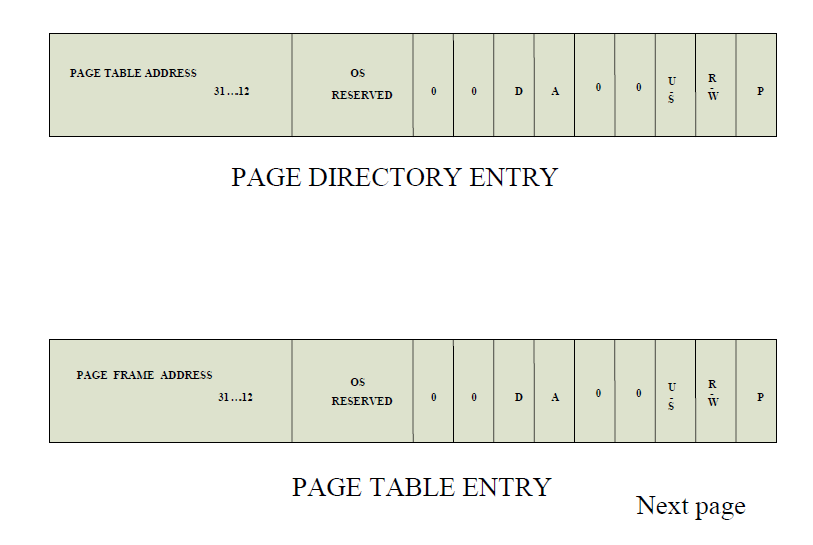 PAGE TABLE ADDRESS
31....12
OS
RESERVED
0
0
D
A
0
0
U
-
S
R
-
W
P
PAGE DIRECTORY ENTRY
PAGE FRAME ADDRESS
31...12
OS
RESERVED
0
0
D
A
0
0
U
-
S
R
-
W
P
PAGE TABLE ENTRY
Next page